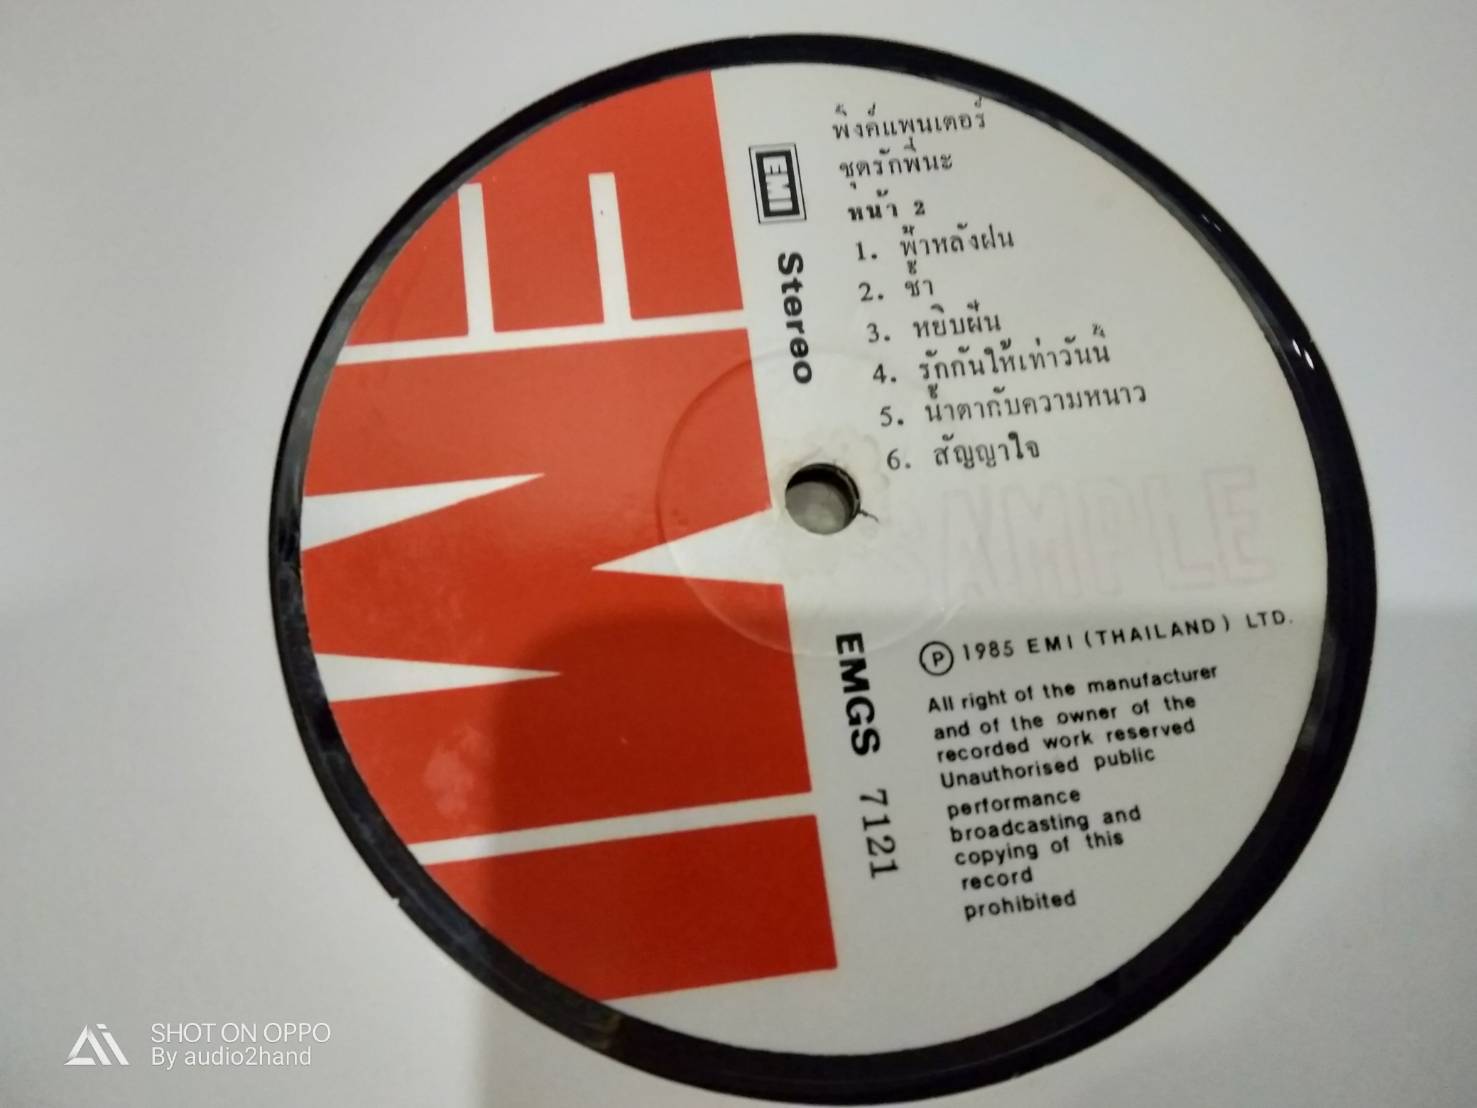 พิงค์แพนเตอร์
ชุดรักพี่นะ
หน้า 2
1. ฟ้าหลังฝน
2. ช้ำ
3. หยิบฝัน
4. รักกันให้เท่าวันนี้
5. น้ำตากับความหนาว
6. สัญญาใจ
EMI
EMI
Stereo
SAMPLE
EMGS 7121
Ⓟ 1985 EMI (THAILAND) LTD.
All right of the manufacturer
and of the owner of the
recorded work reserved
Unauthorised public
performance
broadcasting and
copying of this
record
prohibited
SHOT ON OPPO
By audio2hand